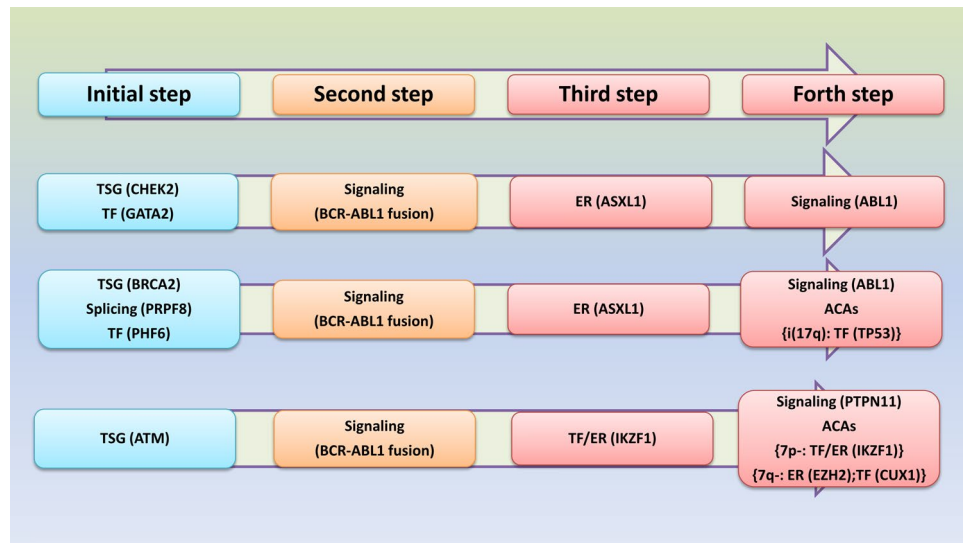 Initial step
Second step
Third step
Forth step
TSG (CHEK2)
TF (GATA2)
Signaling
(BCR-ABL1 fusion)
ER (ASXL1)
Signaling (ABL1)
TSG (BRCA2)
Splicing (PRPF8)
TF (PHF6)
Signaling
(BCR-ABL1 fusion)
ER (ASXL1)
Signaling (ABL1)
ACAs
{i(17q): TF (TP53)}
TSG (ATM)
Signaling
(BCR-ABL1 fusion)
TF/ER (IKZF1)
Signaling (PTPN11)
ACAs
{7p-: TF/ER (IKZF1)}
{7q-: ER (EZH2);TF (CUX1)}